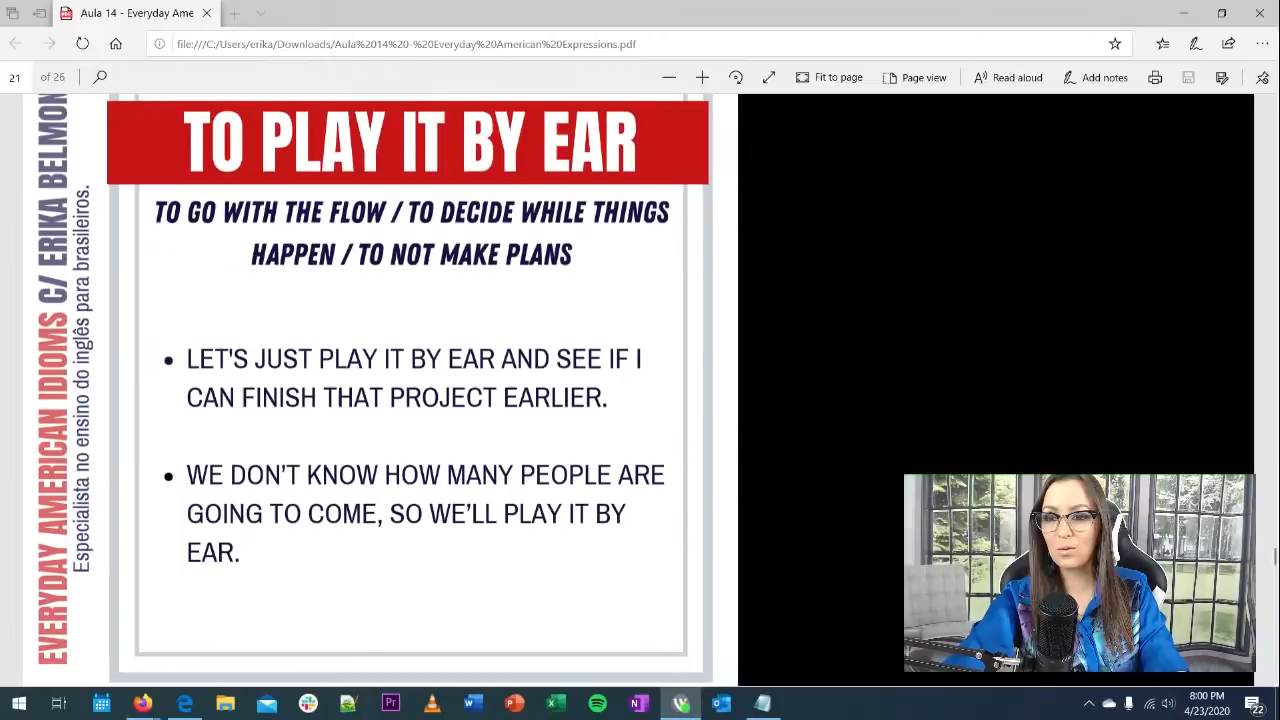 Aula 14 - Everyday Ame
file:///C:/Users/erika/Downloads/Aula%2014%20-%20Everyday%20American%20Expressions.pdf
21 of 26
Fit to page
Page view
Read aloud
Add notes
EVERYDAY AMERICAN IDIOMS C/ ERIKA BELMON
Especialista no ensino do inglês para brasileiros.
TO PLAY IT BY EAR
TO GO WITH THE FLOW / TO DECIDE WHILE THINGS
HAPPEN / TO NOT MAKE PLANS
• LET'S JUST PLAY IT BY EAR AND SEE IF I
CAN FINISH THAT PROJECT EARLIER.
• WE DON'T KNOW HOW MANY PEOPLE ARE
GOING TO COME, SO WE'LL PLAY IT BY
EAR.
8:00 PM
4/23/2020
22